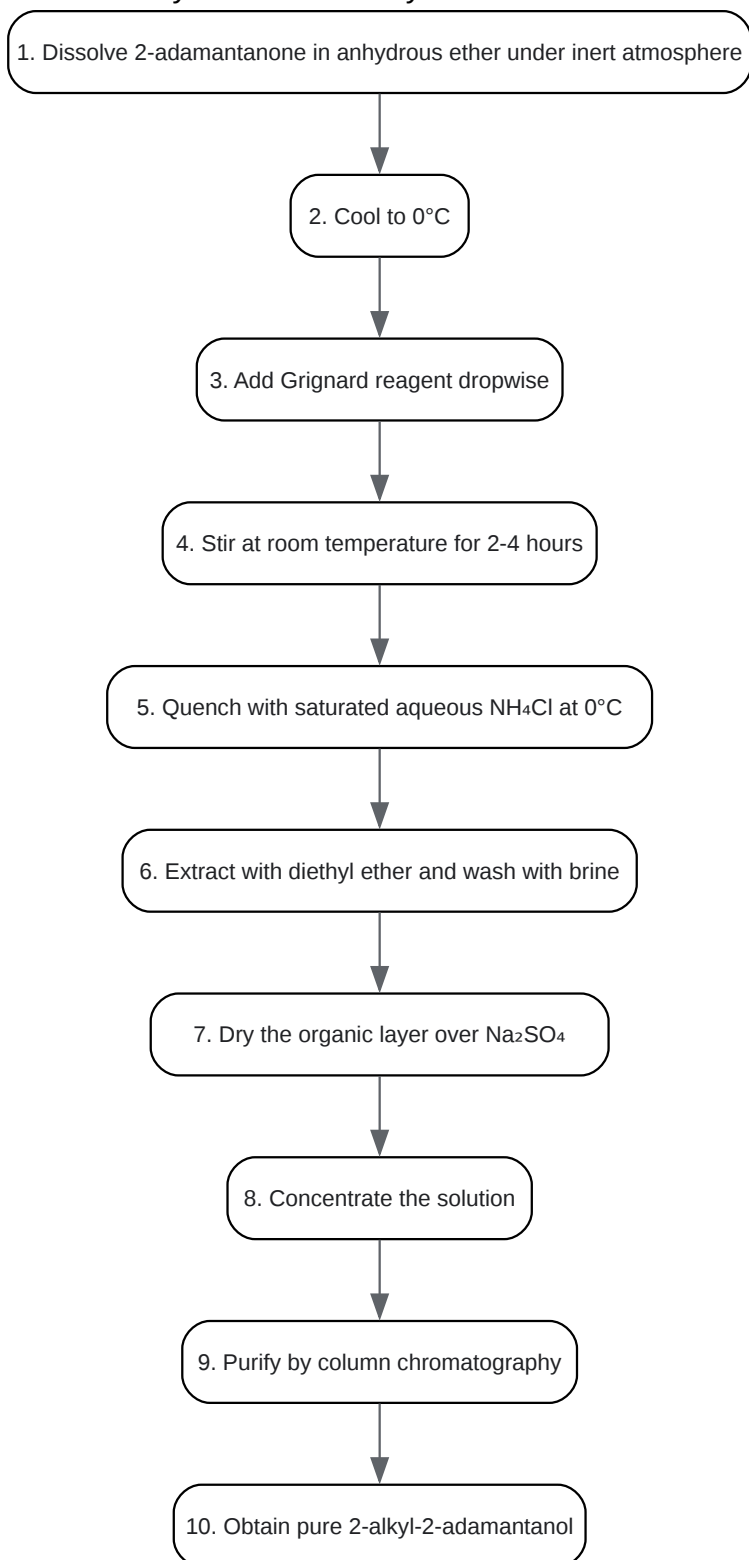 1. Dissolve 2-adamantanone in anhydrous ether under inert atmosphere
2. Cool to 0°C
3. Add Grignard reagent dropwise
4. Stir at room temperature for 2-4 hours
5. Quench with saturated aqueous NH₄Cl at 0°C
6. Extract with diethyl ether and wash with brine
7. Dry the organic layer over Na₂SO₄
8. Concentrate the solution
9. Purify by column chromatography
10. Obtain pure 2-alkyl-2-adamantanol